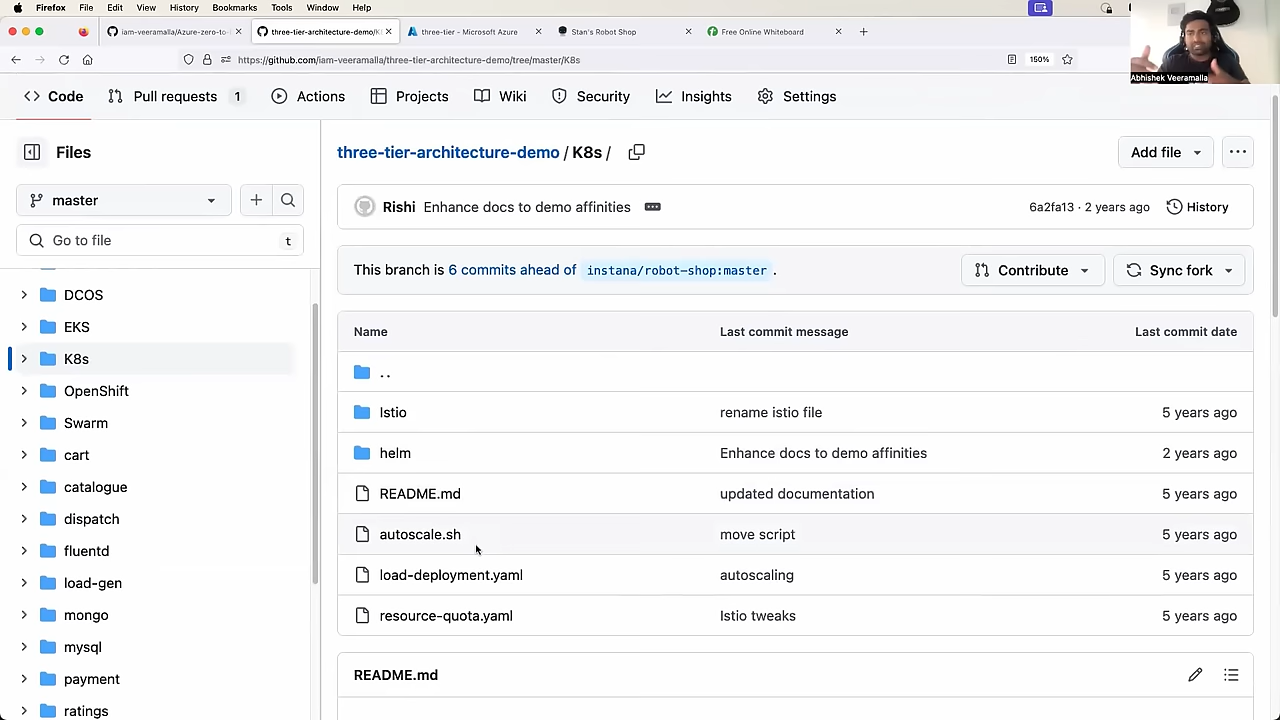 Firefox File Edit View History Bookmarks Tools Window Help
iam-veeramalla/Azure-zero-to- three-tier-architecture-demo/K8 three-tier - Microsoft Azure Stan's Robot Shop Free Online Whiteboard
https://github.com/iam-veeramalla/three-tier-architecture-demo/tree/master/K8s 150%
Abhishek Veeramalla
Code Pull requests 1 Actions Projects Wiki Security Insights Settings
Files
master
Go to file t
DCOS
EKS
K8s
OpenShift
Swarm
cart
catalogue
dispatch
fluentd
load-gen
mongo
mysql
payment
ratings
three-tier-architecture-demo / K8s /
Add file
Rishi Enhance docs to demo affinities 6a2fa13 · 2 years ago History
This branch is 6 commits ahead of instana/robot-shop:master . Contribute Sync fork
Name Last commit message Last commit date
..
Istio rename istio file 5 years ago
helm Enhance docs to demo affinities 2 years ago
README.md updated documentation 5 years ago
autoscale.sh move script 5 years ago
load-deployment.yaml autoscaling 5 years ago
resource-quota.yaml Istio tweaks 5 years ago
README.md